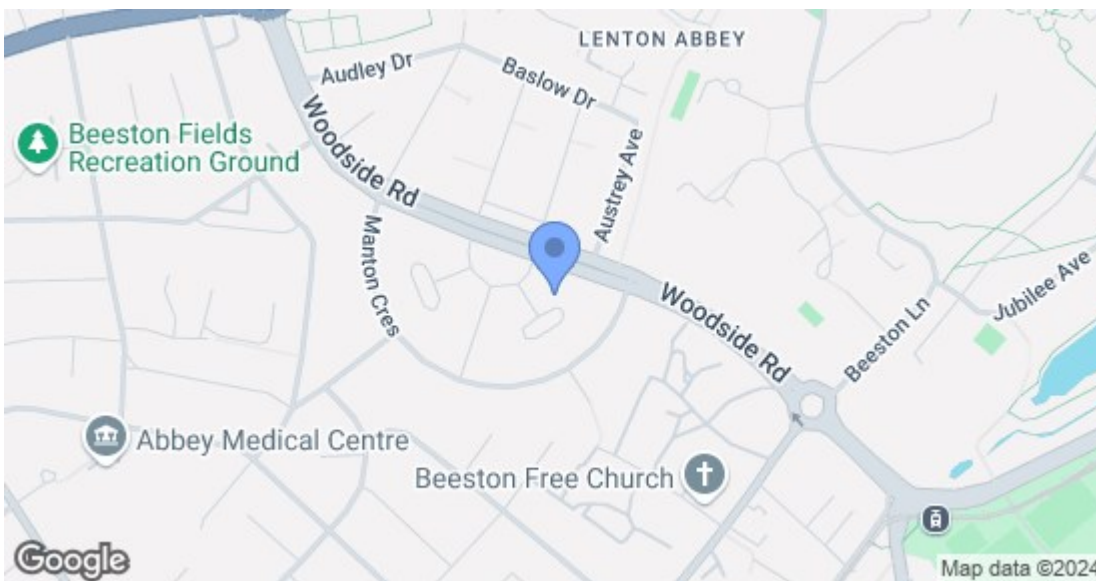 LENTON ABBEY
Audley Dr
Baslow Dr
Beeston Fields
Recreation Ground
Woodside Rd
Austrey Ave
Manton Cres
Woodside Rd
Jubilee Ave
Beeston Ln
Abbey Medical Centre
Beeston Free Church
Google
Map data ©2024